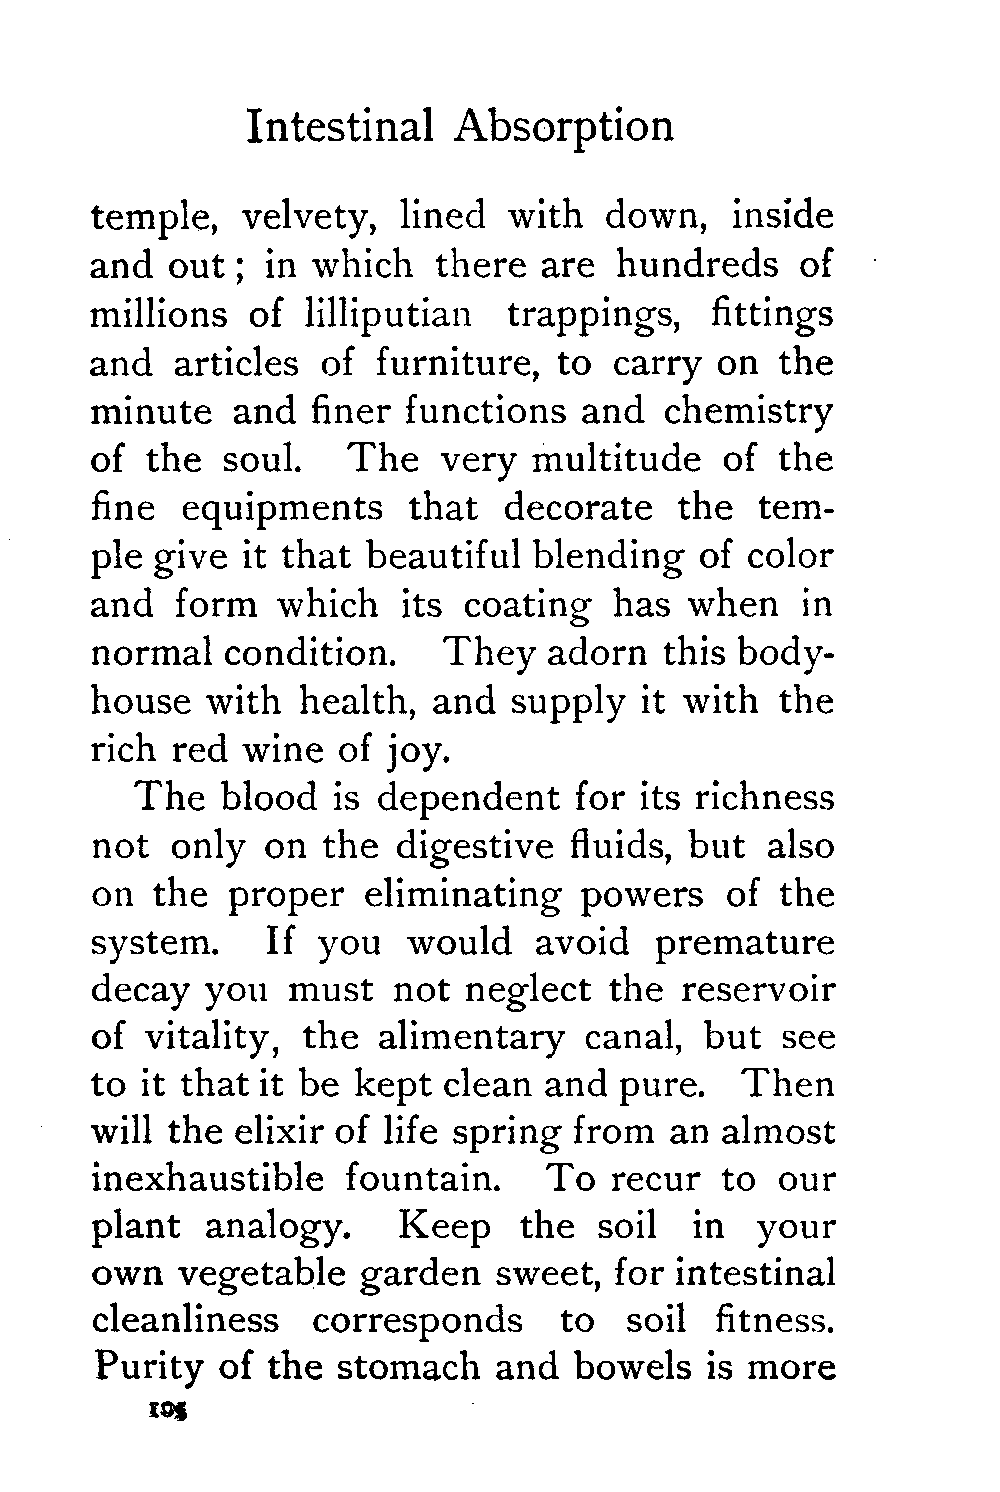 Intestinal Absorption
temple, velvety, lined with down, inside
and out ; in which there are hundreds of
millions of lilliputian trappings, fittings
and articles of furniture, to carry on the
minute and finer functions and chemistry
of the soul. The very multitude of the
fine equipments that decorate the tem-
ple give it that beautiful blending of color
and form which its coating has when in
normal condition. They adorn this body-
house with health, and supply it with the
rich red wine of joy.
The blood is dependent for its richness
not only on the digestive fluids, but also
on the proper eliminating powers of the
system. If you would avoid premature
decay you must not neglect the reservoir
of vitality, the alimentary canal, but see
to it that it be kept clean and pure. Then
will the elixir of life spring from an almost
inexhaustible fountain. To recur to our
plant analogy. Keep the soil in your
own vegetable garden sweet, for intestinal
cleanliness corresponds to soil fitness.
Purity of the stomach and bowels is more
105